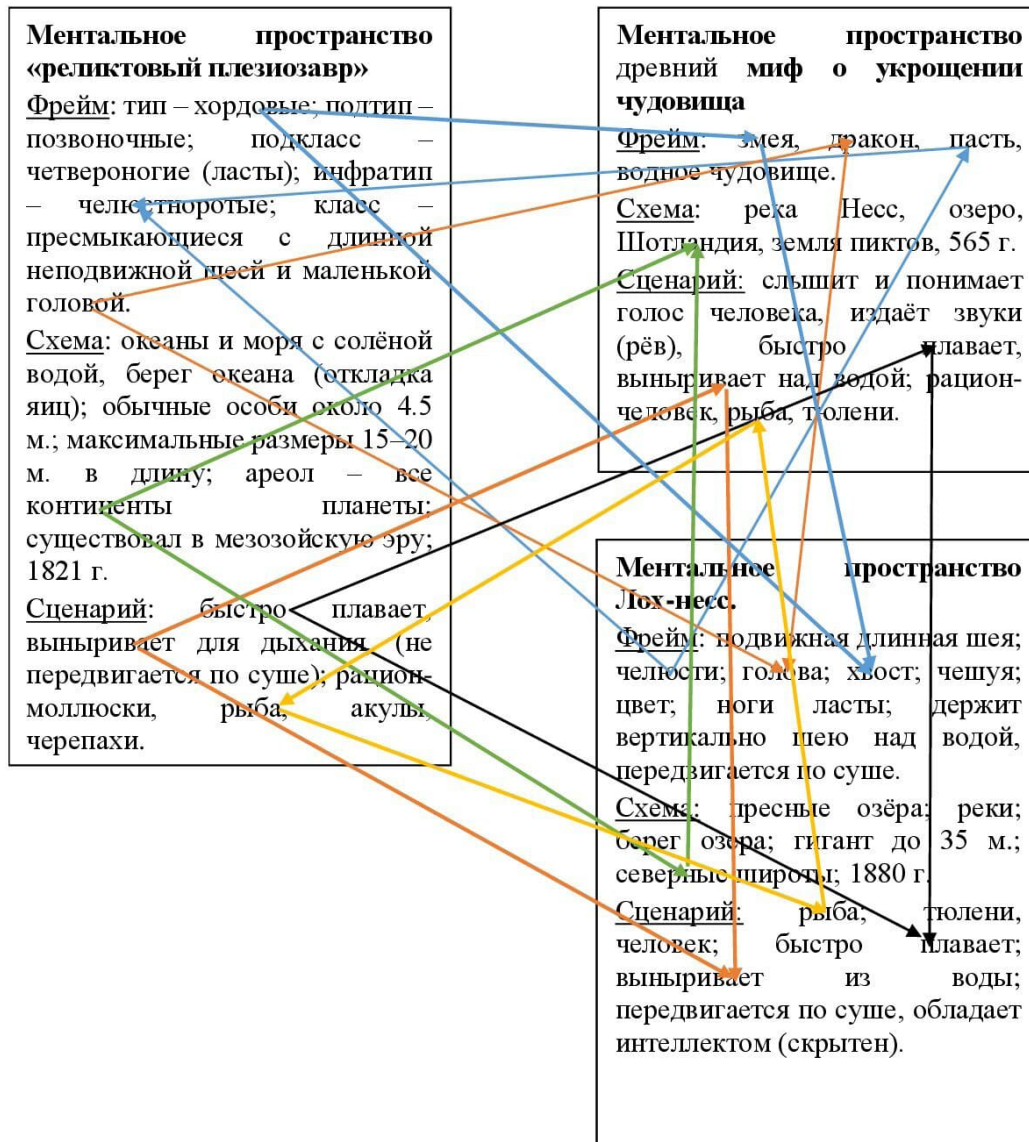 Ментальное пространство
«реликтовый плезиозавр»
Фрейм: тип – хордовые; подтип –
позвоночные; подкласс –
четвероногие (ласты); инфратип
– челюстноротые; класс –
пресмыкающиеся с длинной
неподвижной шеей и маленькой
головой.
Схема: океаны и моря с солёной
водой, берег океана (откладка
яиц); обычные особи около 4.5
м.; максимальные размеры 15–20
м. в длину; ареол – все
континенты планеты;
существовал в мезозойскую эру;
1821 г.
Сценарий: быстро плавает,
выныривает для дыхания (не
передвигается по суше); рацион-
моллюски, рыба, акулы,
черепахи.
Ментальное пространство
древний миф о укрощении
чудовища
Фрейм: змея, дракон, пасть,
водное чудовище.
Схема: река Несс, озеро,
Шотландия, земля пиктов, 565 г.
Сценарий: слышит и понимает
голос человека, издаёт звуки
(рёв), быстро плавает,
выныривает над водой; рацион-
человек, рыба, тюлени.
Ментальное пространство
Лох-несс.
Фрейм: подвижная длинная шея;
челюсти; голова; хвост; чешуя;
цвет; ноги ласты; держит
вертикально шею над водой,
передвигается по суше.
Схема: пресные озёра; реки;
берег озера; гигант до 35 м.;
северные широты; 1880 г.
Сценарий: рыба; тюлени,
человек; быстро плавает;
выныривает из воды;
передвигается по суше, обладает
интеллектом (скрытен).